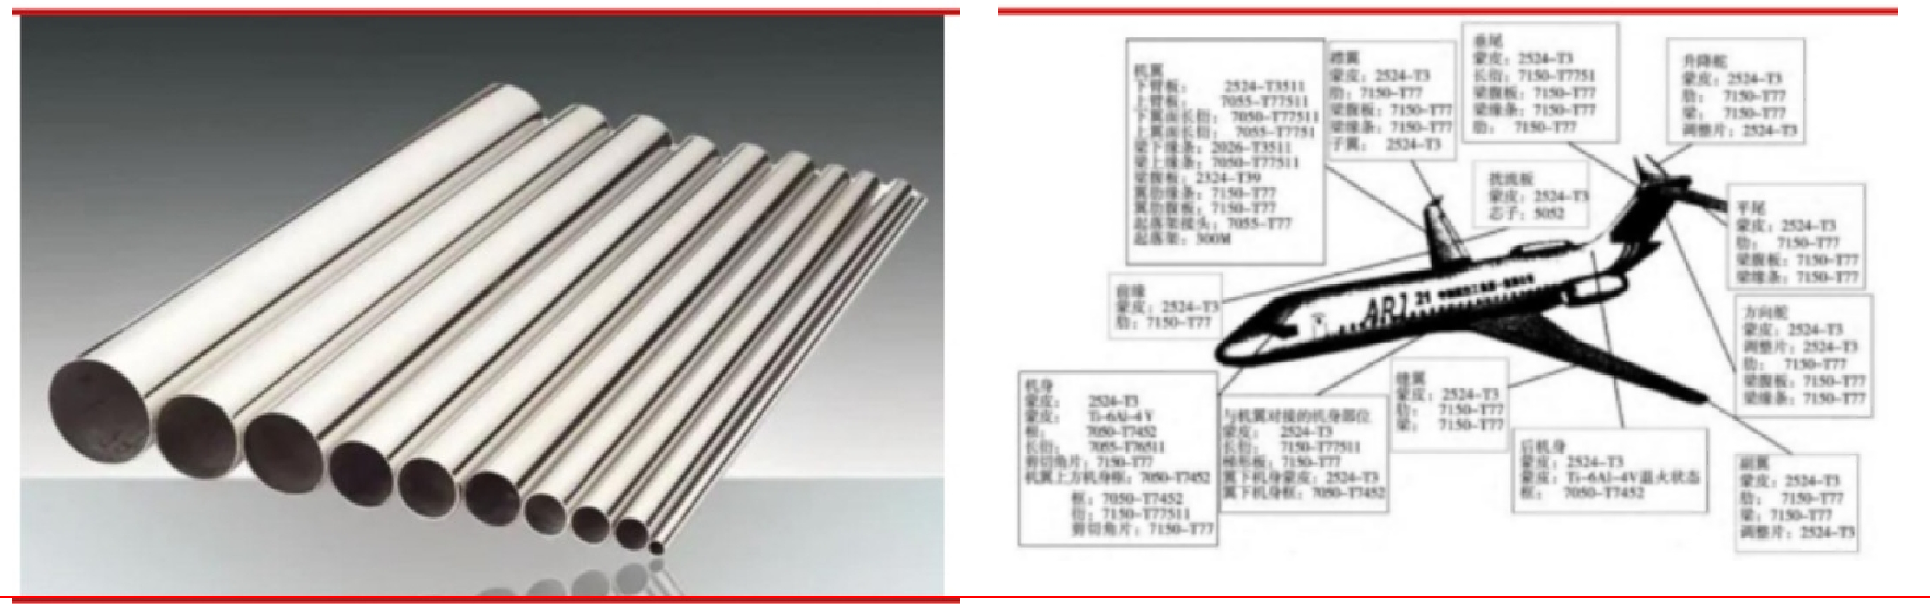 机翼
下臂板: 2524-T3511
上臂板: 7055-T77511
下翼面长桁: 7050-T77511
上翼面长桁: 7055-T7751
梁下缘条: 2026-T3511
梁上缘条: 7050-T77511
梁腹板: 2324-T39
翼肋缘条: 7150-T77
翼肋腹板: 7150-T77
起落架接头: 7055-T77
起落架: 300M
襟翼
蒙皮: 2524-T3
肋: 7150-T77
梁腹板: 7150-T77
梁缘条: 7150-T77
子翼: 2524-T3
垂尾
蒙皮: 2524-T3
长桁: 7150-T7751
梁腹板: 7150-T77
梁缘条: 7150-T77
肋: 7150-T77
升降舵
蒙皮: 2524-T3
肋: 7150-T77
梁: 7150-T77
调整片: 2524-T3
扰流板
蒙皮: 2524-T3
芯子: 5052
平尾
蒙皮: 2524-T3
肋: 7150-T77
梁腹板: 7150-T77
梁缘条: 7150-T77
前缘
蒙皮: 2524-T3
肋: 7150-T77
ARJ 21
方向舵
蒙皮: 2524-T3
调整片: 2524-T3
肋: 7150-T77
梁腹板: 7150-T77
梁缘条: 7150-T77
机身
蒙皮: 2524-T3
蒙皮: Ti-6Al-4V
框: 7050-T7452
长桁: 7055-T76511
剪切角片: 7150-T77
机翼上方机身框: 7050-T7452
框: 7050-T7452
桁: 7150-T77511
剪切角片: 7150-T77
与机翼对接的机身部位
蒙皮: 2524-T3
长桁: 7150-T77511
梯形板: 7150-T77
翼下机身蒙皮: 2524-T3
翼下机身框: 7050-T7452
缝翼
蒙皮: 2524-T3
肋: 7150-T77
梁: 7150-T77
后机身
蒙皮: 2524-T3
蒙皮: Ti-6Al-4V退火状态
框: 7050-T7452
副翼
蒙皮: 2524-T3
肋: 7150-T77
梁: 7150-T77
调整片: 2524-T3